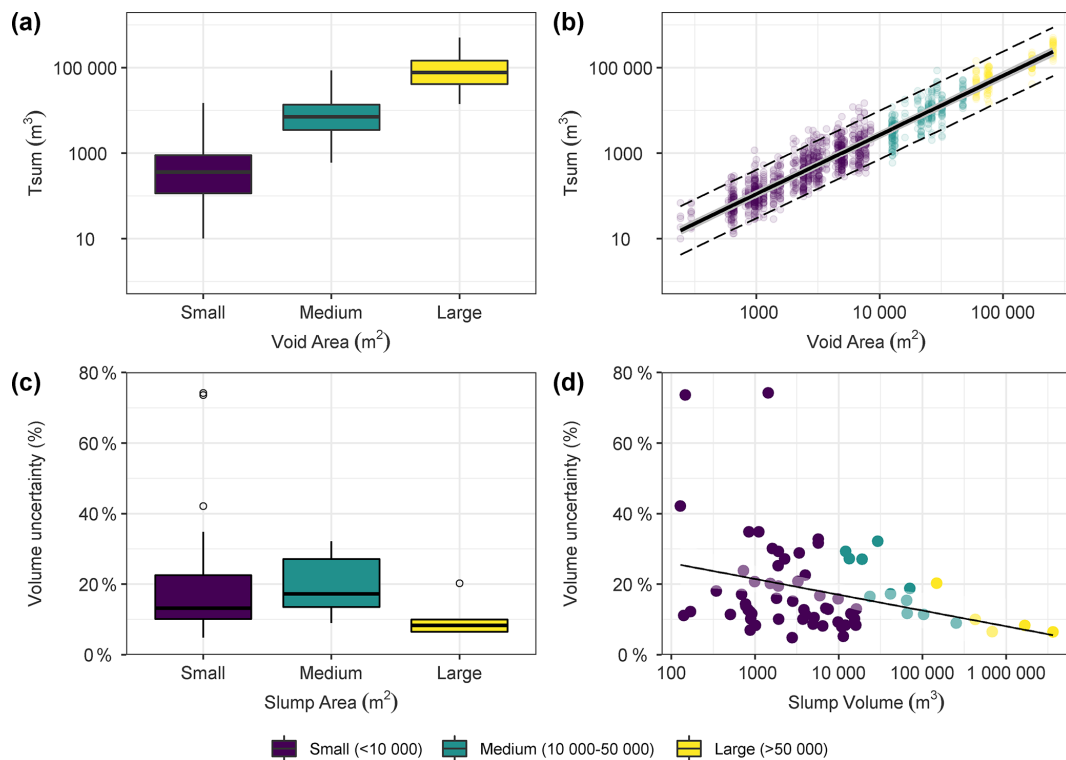 (a)
Tsum (m³)
100 000
1000
10
Small Medium Large
Void Area (m²)
(b)
Tsum (m³)
100 000
1000
10
1000 10 000 100 000
Void Area (m²)
(c)
Volume uncertainty (%)
80 %
60 %
40 %
20 %
0 %
Small Medium Large
Slump Area (m²)
(d)
Volume uncertainty (%)
80 %
60 %
40 %
20 %
0 %
100 1000 10 000 100 000 1 000 000
Slump Volume (m³)
Small (<10 000) Medium (10 000-50 000) Large (>50 000)